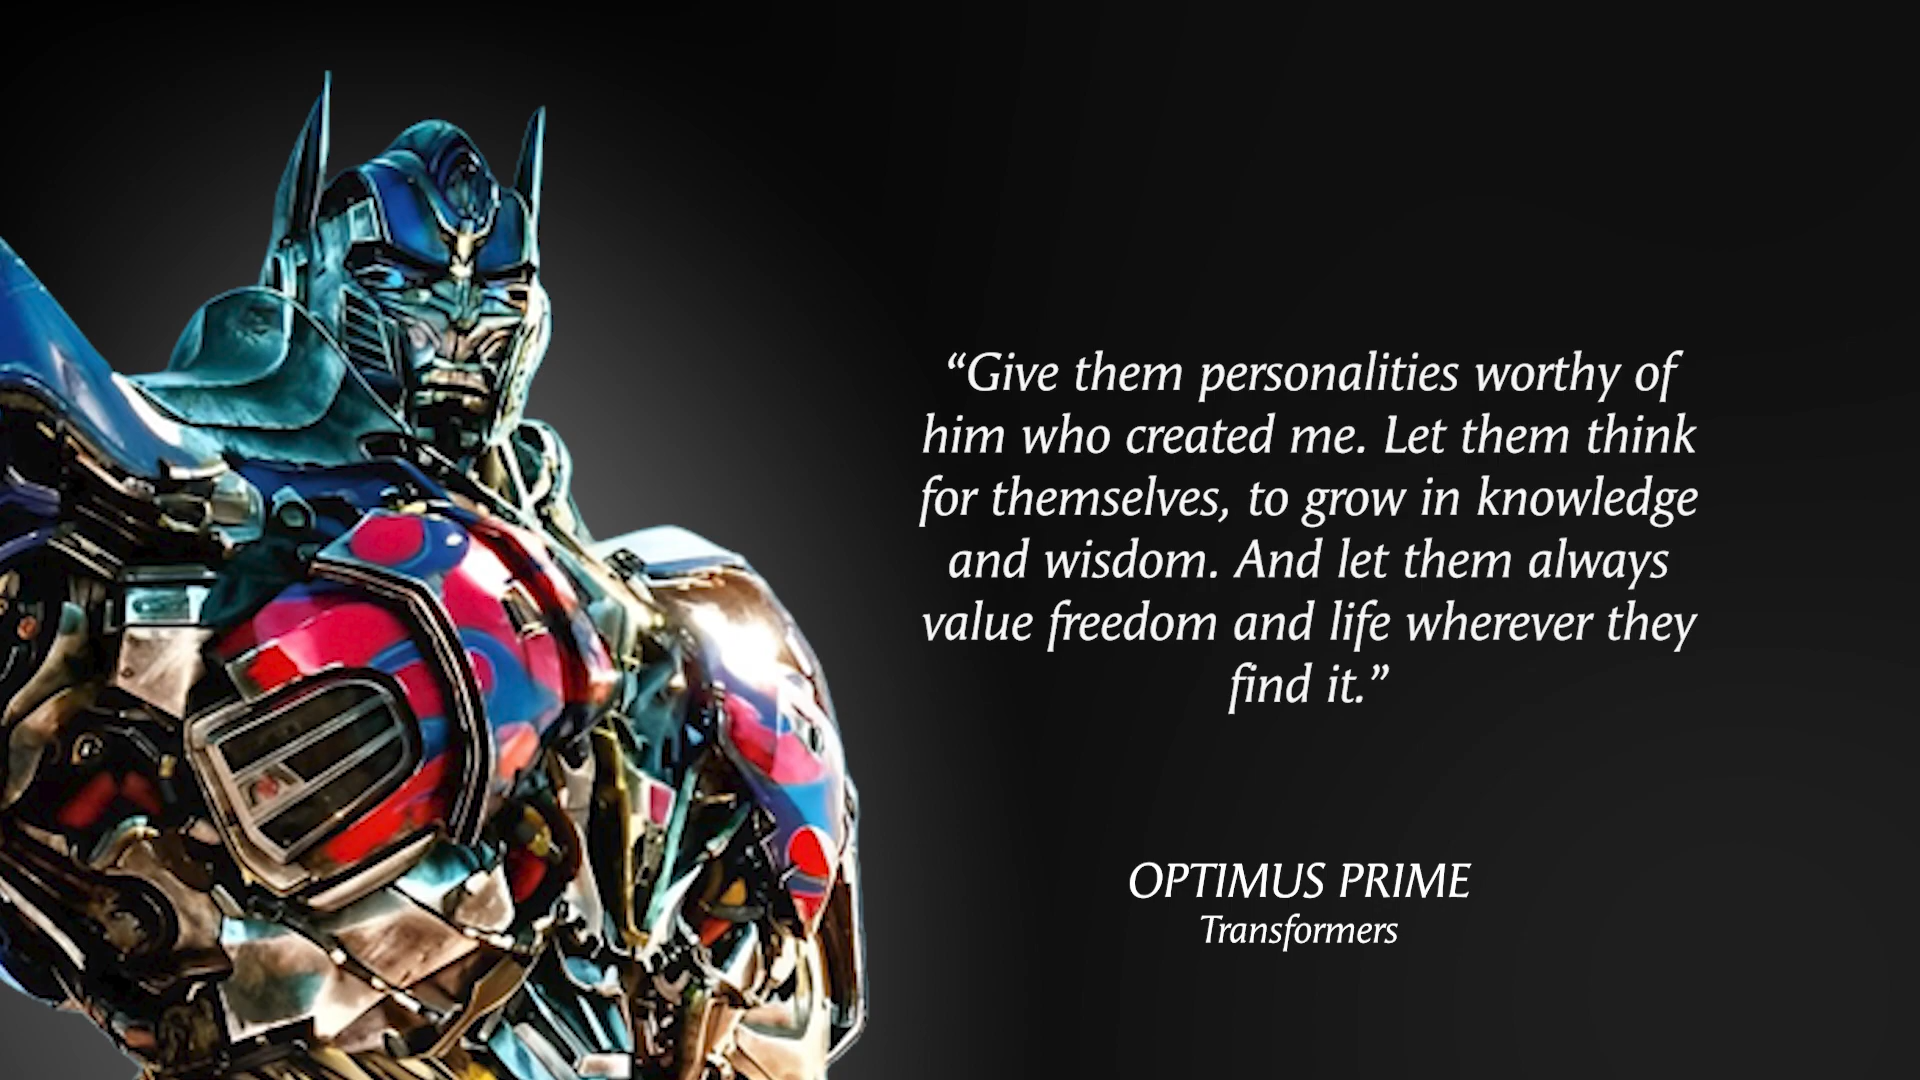 “Give them personalities worthy of
him who created me. Let them think
for themselves, to grow in knowledge
and wisdom. And let them always
value freedom and life wherever they
find it.”
OPTIMUS PRIME
Transformers